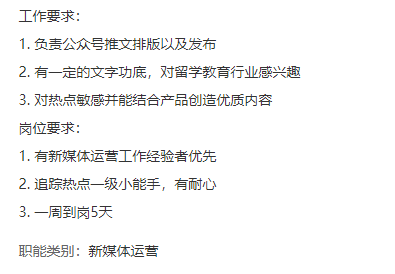 工作要求：
1. 负责公众号推文排版以及发布
2. 有一定的文字功底，对留学教育行业感兴趣
3. 对热点敏感并能结合产品创造优质内容
岗位要求：
1. 有新媒体运营工作经验者优先
2. 追踪热点一级小能手，有耐心
3. 一周到岗5天
职能类别：新媒体运营